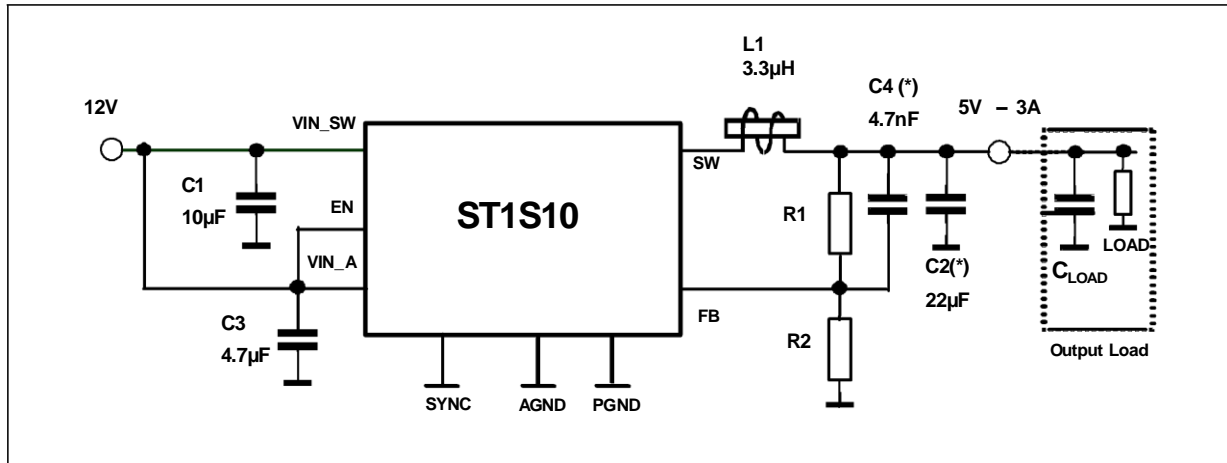 L1
3.3µH
C4 (*)
4.7nF
5V – 3A
12V
VIN_SW
SW
C1
10µF
EN
ST1S10
R1
LOAD
VIN_A
C2(*)
22µF
CLOAD
C3
4.7µF
FB
R2
Output Load
SYNC
AGND
PGND